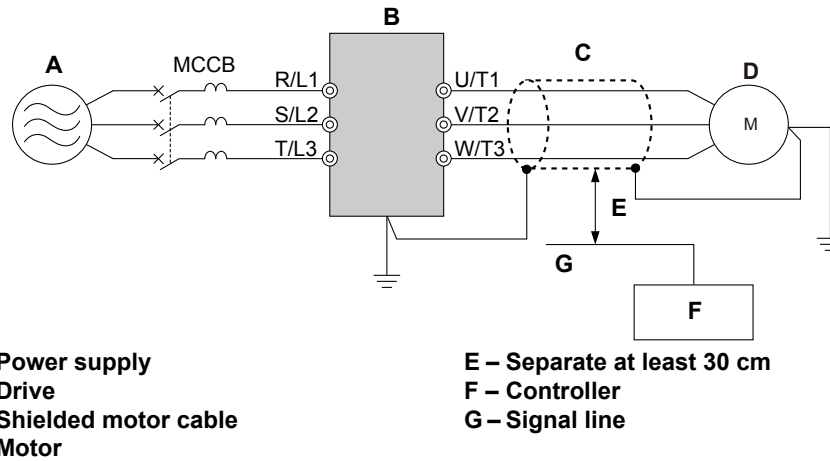 B
A
MCCB
C
D
R/L1
U/T1
S/L2
V/T2
M
T/L3
W/T3
E
G
F
Power supply
Drive
Shielded motor cable
Motor
E – Separate at least 30 cm
F – Controller
G – Signal line